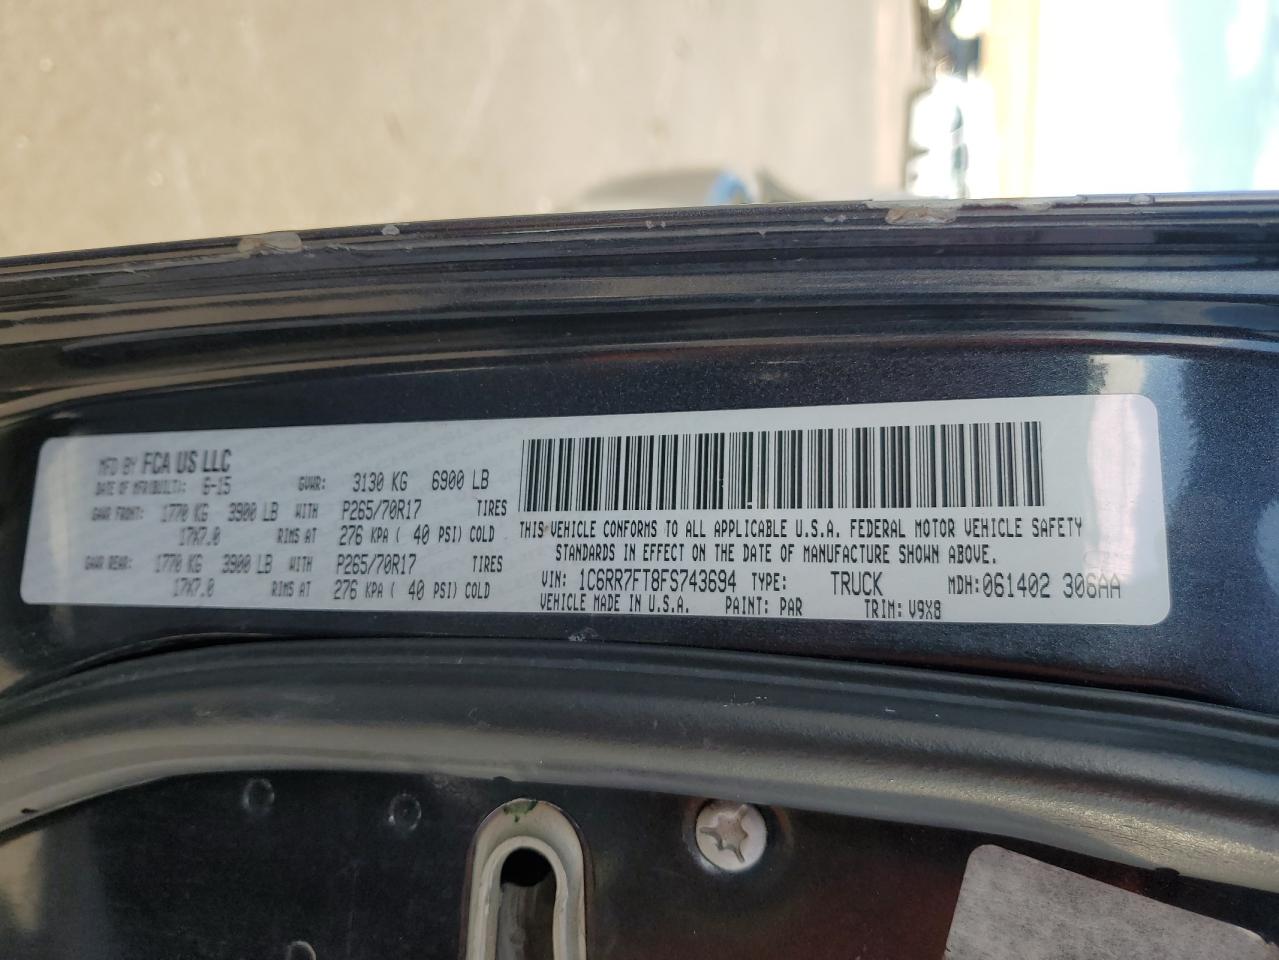 MFD BY FCA US LLC
DATE OF MFR(BUILT): 6-15 GVWR: 3130 KG 6900 LB
GAWR FRONT: 1770 KG 3900 LB WITH P265/70R17 TIRES
17X7.0 RIMS AT 276 KPA ( 40 PSI) COLD
GAWR REAR: 1770 KG 3900 LB WITH P265/70R17 TIRES
17X7.0 RIMS AT 276 KPA ( 40 PSI) COLD
THIS VEHICLE CONFORMS TO ALL APPLICABLE U.S.A. FEDERAL MOTOR VEHICLE SAFETY
STANDARDS IN EFFECT ON THE DATE OF MANUFACTURE SHOWN ABOVE.
VIN: 1C6RR7FT8FS743694 TYPE: TRUCK MDH: 061402 306AA
VEHICLE MADE IN U.S.A. PAINT: PAR TRIM: V9X8